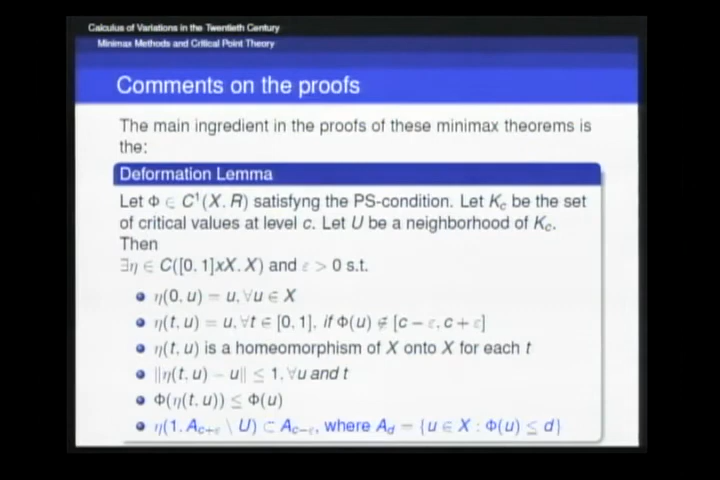 Calculus of Variations in the Twentieth Century
Minimax Methods and Critical Point Theory
Comments on the proofs
The main ingredient in the proofs of these minimax theorems is
the:
Deformation Lemma
Let Φ ∈ C¹(X, R) satisfyng the PS-condition. Let K_c be the set
of critical values at level c. Let U be a neighborhood of K_c.
Then
∃η ∈ C([0, 1]xX, X) and ε > 0 s.t.
η(0, u) = u, ∀u ∈ X
η(t, u) = u, ∀t ∈ [0, 1], if Φ(u) ∉ [c − ε, c + ε]
η(t, u) is a homeomorphism of X onto X for each t
‖η(t, u) − u‖ ≤ 1, ∀u and t
Φ(η(t, u)) ≤ Φ(u)
η(1, A_{c+ε} \ U) ⊂ A_{c−ε}, where A_d = {u ∈ X : Φ(u) ≤ d}